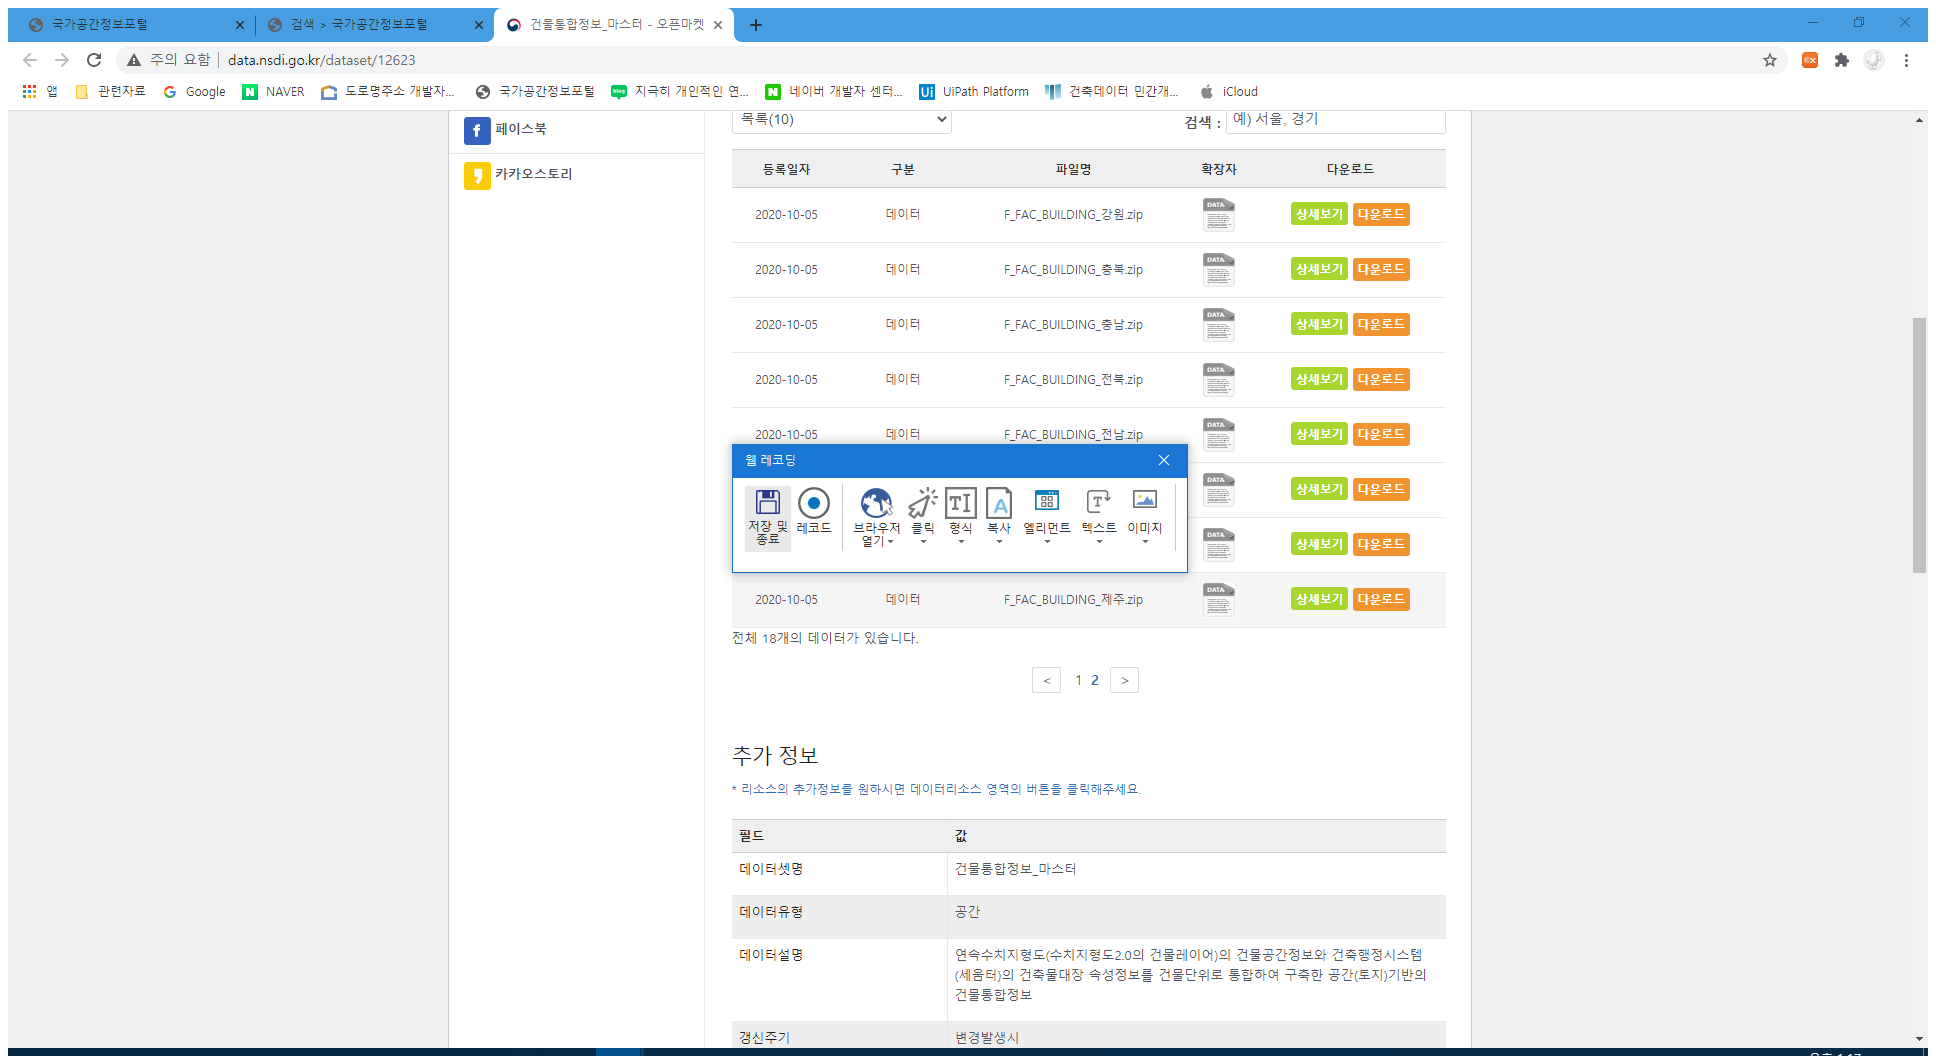 국가공간정보포털
검색 > 국가공간정보포털
건물통합정보_마스터 - 오픈마켓
주의 요함
data.nsdi.go.kr/dataset/12623
앱
관련자료
Google
NAVER
도로명주소 개발자...
국가공간정보포털
지극히 개인적인 연...
네이버 개발자 센터...
UiPath Platform
건축데이터 민간개...
iCloud
페이스북
카카오스토리
목록(10)
검색 :
예) 서울, 경기
등록일자 구분 파일명 확장자 다운로드
2020-10-05 데이터 F_FAC_BUILDING_강원.zip DATA 상세보기 다운로드
2020-10-05 데이터 F_FAC_BUILDING_충북.zip DATA 상세보기 다운로드
2020-10-05 데이터 F_FAC_BUILDING_충남.zip DATA 상세보기 다운로드
2020-10-05 데이터 F_FAC_BUILDING_전북.zip DATA 상세보기 다운로드
2020-10-05 데이터 F_FAC_BUILDING_전남.zip DATA 상세보기 다운로드
웹 레코딩
저장 및
종료
레코드
브라우저
열기
클릭
형식
복사
엘리먼트
텍스트
이미지
DATA 상세보기 다운로드
DATA 상세보기 다운로드
2020-10-05 데이터 F_FAC_BUILDING_제주.zip DATA 상세보기 다운로드
전체 18개의 데이터가 있습니다.
< 1 2 >
추가 정보
* 리소스의 추가정보를 원하시면 데이터리소스 영역의 버튼을 클릭해주세요.
필드 값
데이터셋명 건물통합정보_마스터
데이터유형 공간
데이터설명 연속수치지형도(수치지형도2.0의 건물레이어)의 건물공간정보와 건축행정시스템
(세움터)의 건축물대장 속성정보를 건물단위로 통합하여 구축한 공간(토지)기반의
건물통합정보
갱신주기 변경발생시